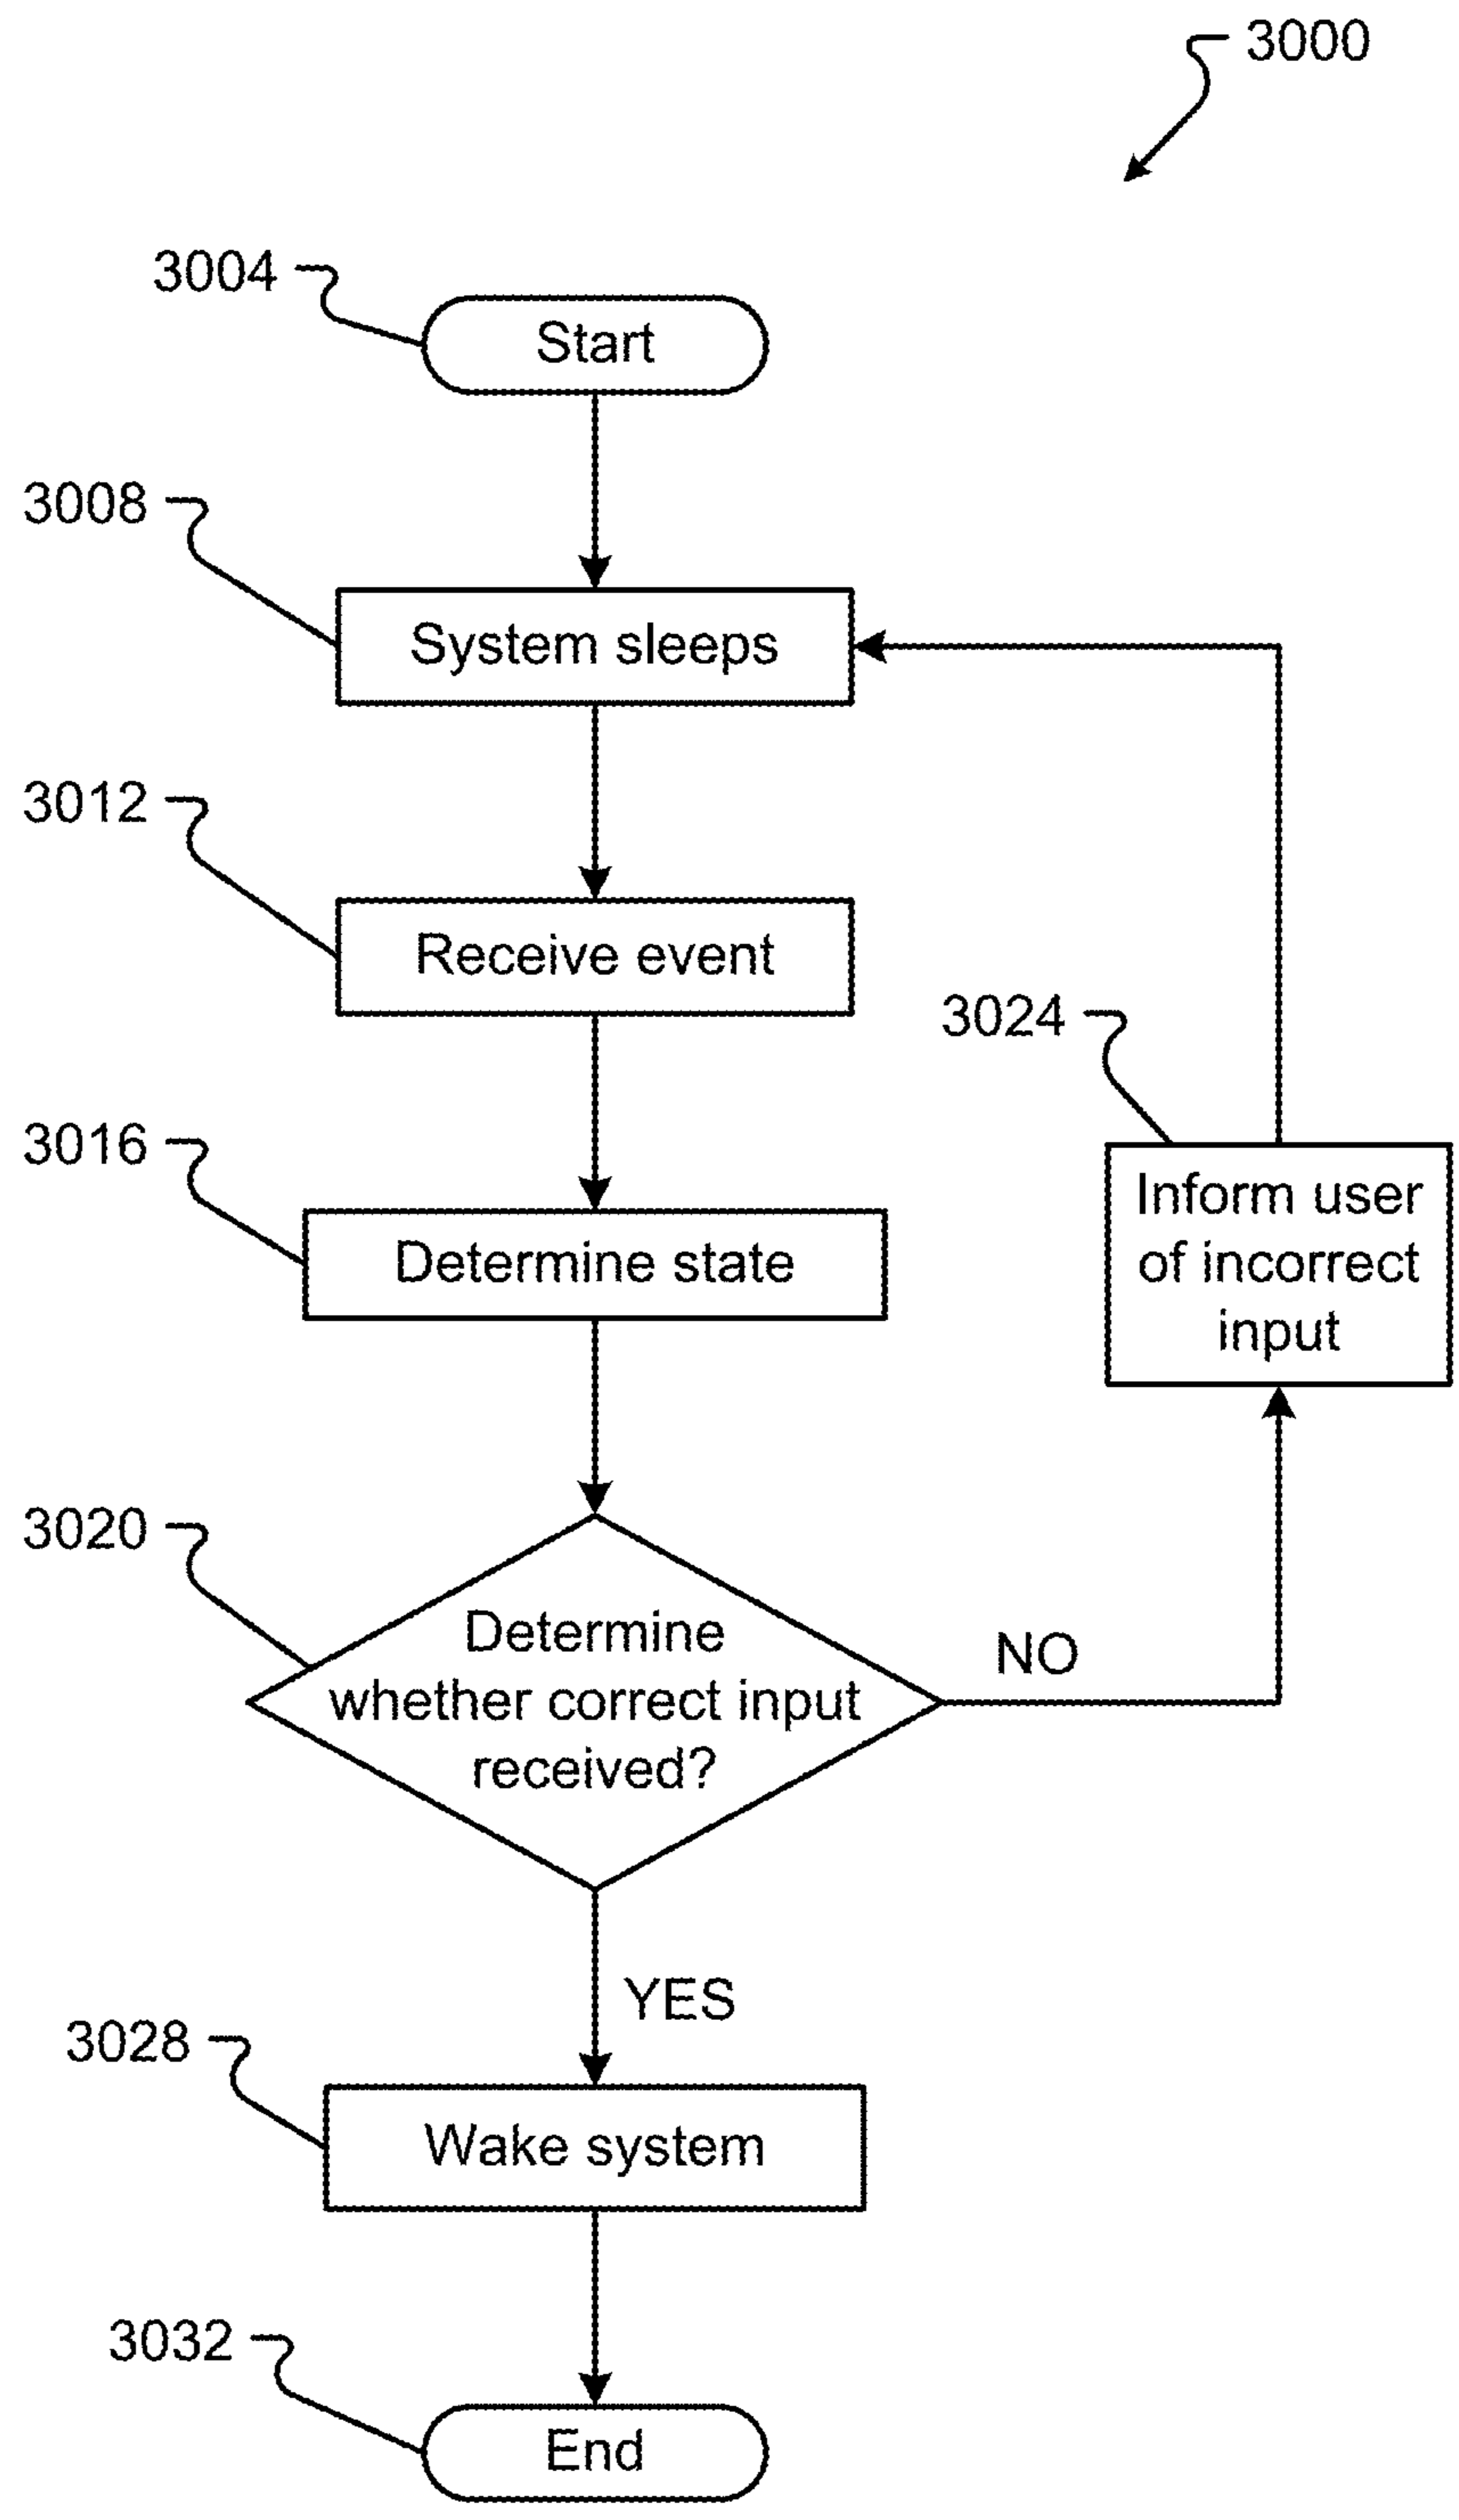 3000
3004
Start
3008
System sleeps
3012
Receive event
3024
3016
Inform user
of incorrect
input
Determine state
3020
Determine
whether correct input
received?
NO
YES
3028
Wake system
3032
End